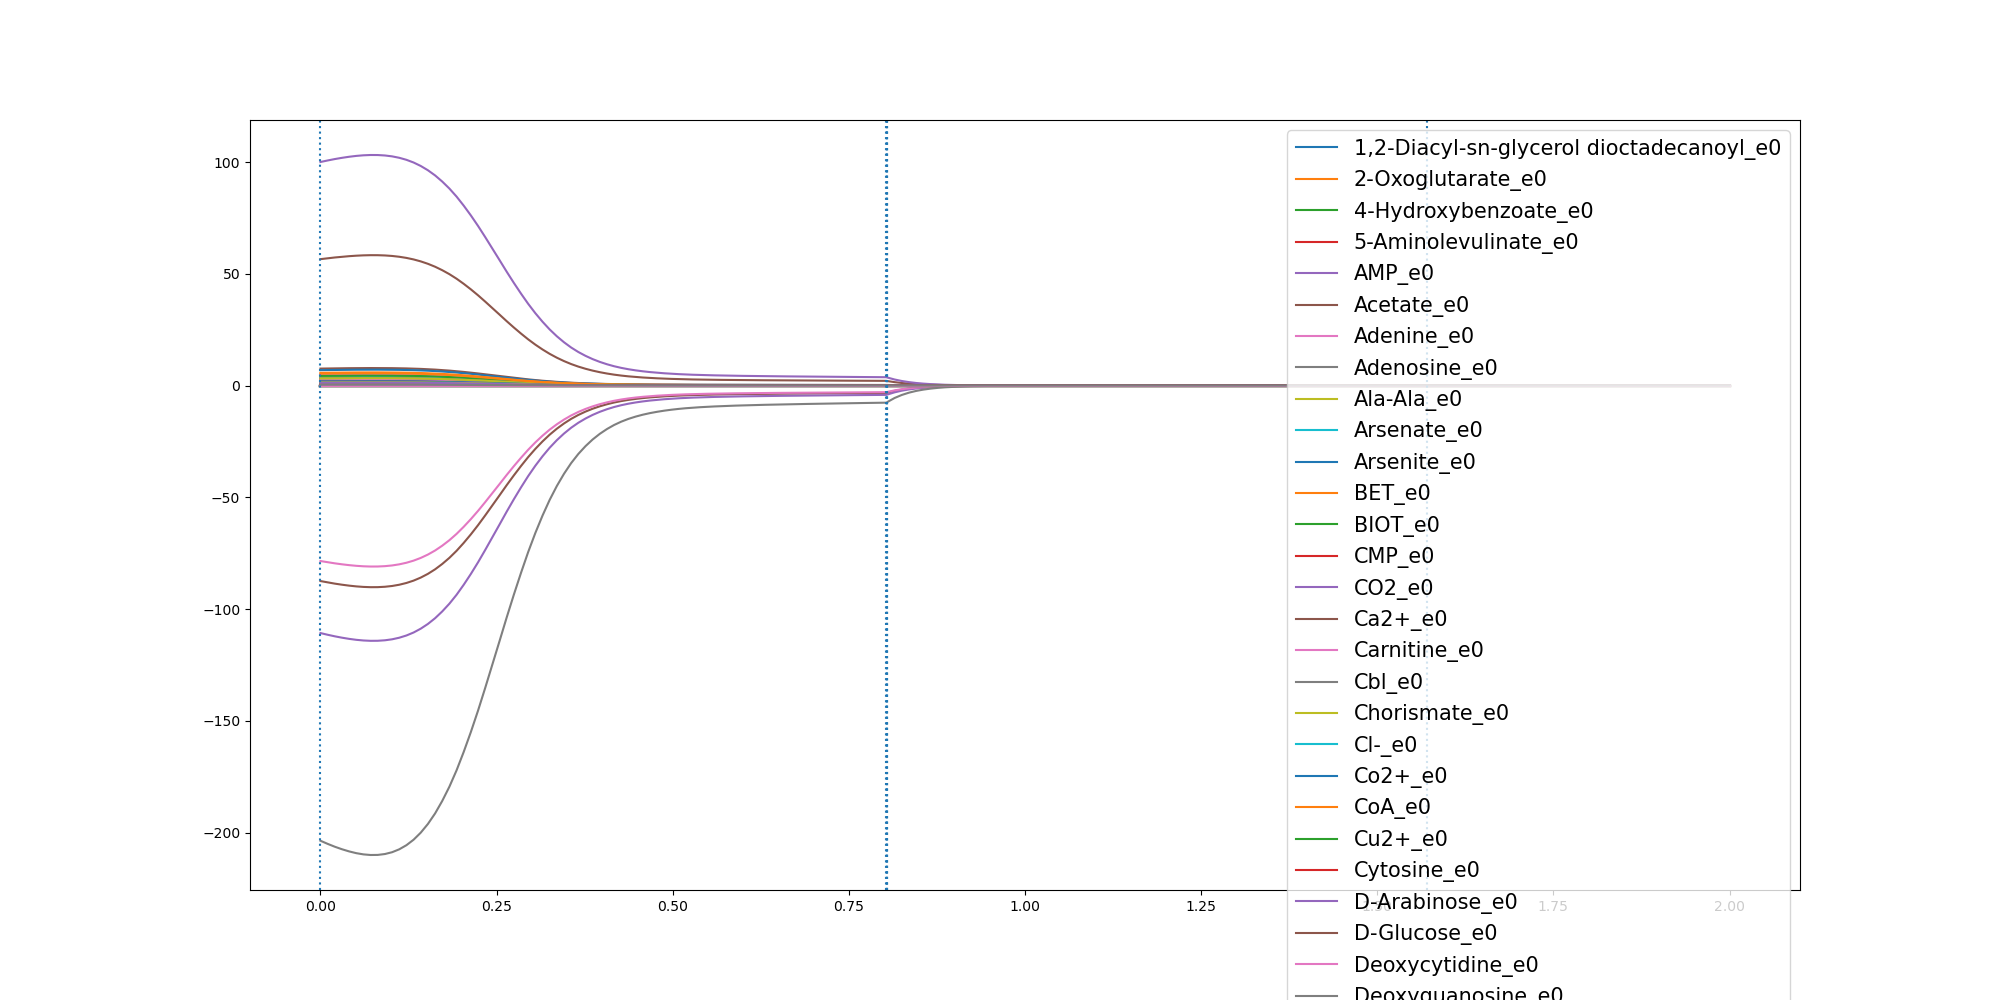 100
50
0
−50
−100
−150
−200
0.00
0.25
0.50
0.75
1.00
1.25
1.75
2.00
1,2-Diacyl-sn-glycerol dioctadecanoyl_e0
2-Oxoglutarate_e0
4-Hydroxybenzoate_e0
5-Aminolevulinate_e0
AMP_e0
Acetate_e0
Adenine_e0
Adenosine_e0
Ala-Ala_e0
Arsenate_e0
Arsenite_e0
BET_e0
BIOT_e0
CMP_e0
CO2_e0
Ca2+_e0
Carnitine_e0
Cbl_e0
Chorismate_e0
Cl-_e0
Co2+_e0
CoA_e0
Cu2+_e0
Cytosine_e0
D-Arabinose_e0
D-Glucose_e0
Deoxycytidine_e0
Deoxyguanosine_e0